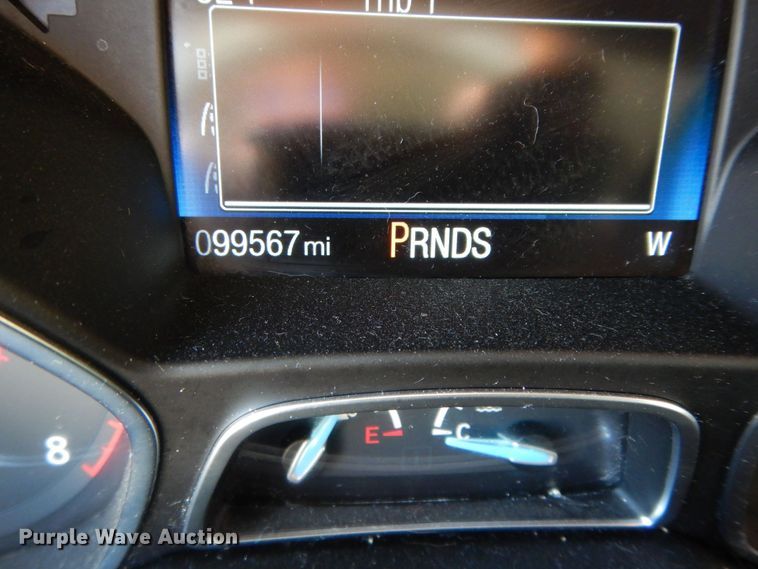 099567 mi PRNDS W
E C
8
Purple Wave Auction